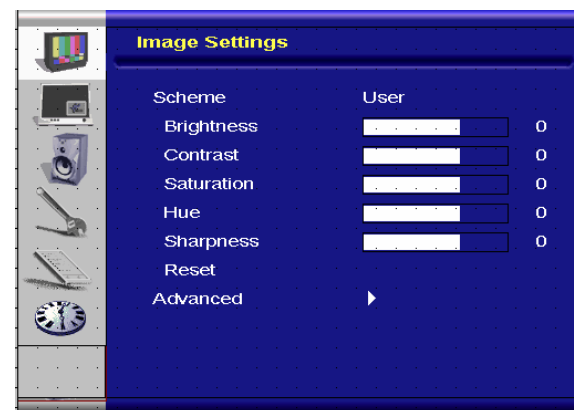 Image Settings
Scheme User
Brightness 0
Contrast 0
Saturation 0
Hue 0
Sharpness 0
Reset
Advanced